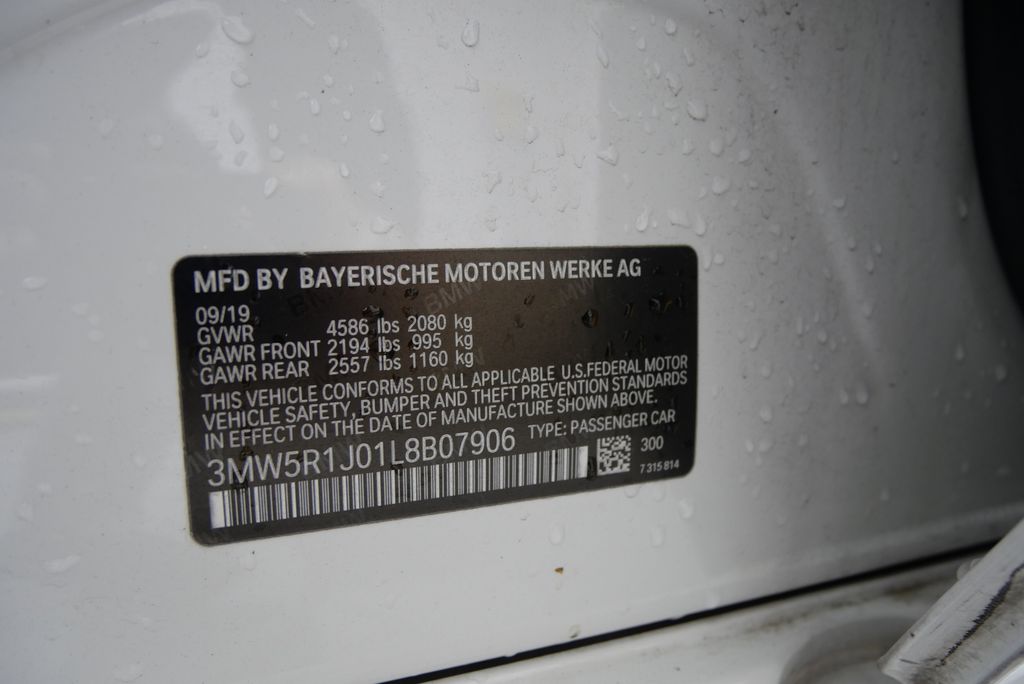 MFD BY BAYERISCHE MOTOREN WERKE AG
09/19
GVWR 4586 lbs 2080 kg
GAWR FRONT 2194 lbs 995 kg
GAWR REAR 2557 lbs 1160 kg
THIS VEHICLE CONFORMS TO ALL APPLICABLE U.S.FEDERAL MOTOR
VEHICLE SAFETY, BUMPER AND THEFT PREVENTION STANDARDS
IN EFFECT ON THE DATE OF MANUFACTURE SHOWN ABOVE.
3MW5R1J01L8B07906 TYPE: PASSENGER CAR
300
7 315 814